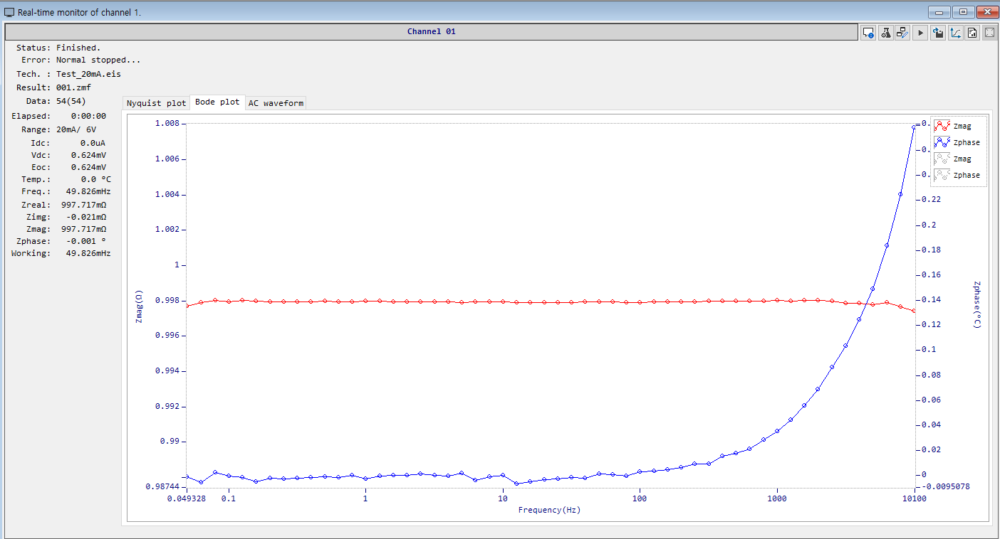 Real-time monitor of channel 1.
Channel 01
Status: Finished.
Error: Normal stopped...
Tech. : Test_20mA.eis
Result: 001.zmf
Data: 54(54)
Elapsed: 0:00:00
Range: 20mA/ 6V
Idc: 0.0uA
Vdc: 0.624mV
Eoc: 0.624mV
Temp.: 0.0 °C
Freq.: 49.826mHz
Zreal: 997.717mΩ
Zimg: -0.021mΩ
Zmag: 997.717mΩ
Zphase: -0.001 °
Working: 49.826mHz
Nyquist plot Bode plot AC waveform
Zmag(Ω)
1.008
1.006
1.004
1.002
1
0.998
0.996
0.994
0.992
0.99
0.98744
0.049328 0.1 1 10 100 1000 10100
Frequency(Hz)
0.
0.
0.
0.22
0.2
0.18
0.16
0.14
0.12
0.1
0.08
0.06
0.04
0.02
0
-0.0095078
Zphase(°C)
Zmag
Zphase
Zmag
Zphase